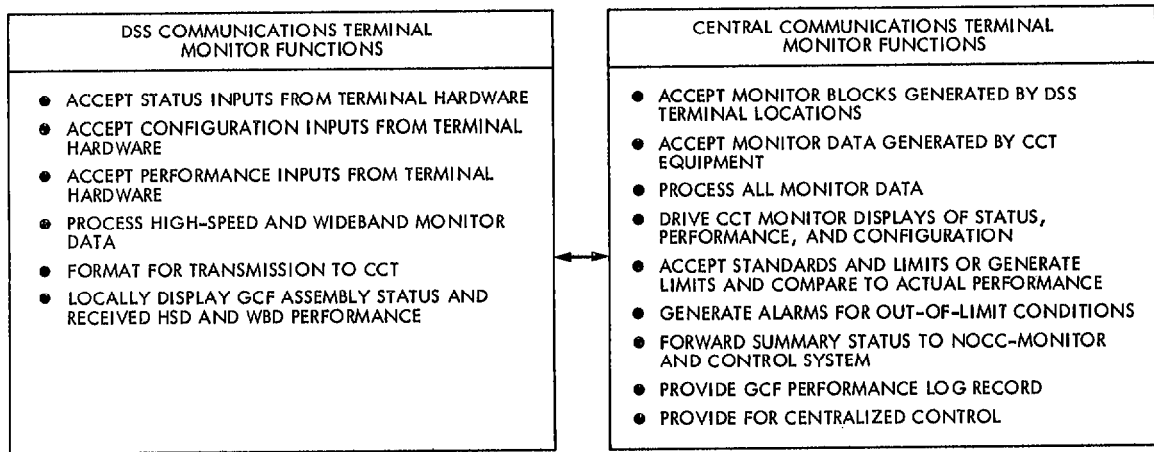 DSS COMMUNICATIONS TERMINAL
MONITOR FUNCTIONS
● ACCEPT STATUS INPUTS FROM TERMINAL HARDWARE
● ACCEPT CONFIGURATION INPUTS FROM TERMINAL
HARDWARE
● ACCEPT PERFORMANCE INPUTS FROM TERMINAL
HARDWARE
● PROCESS HIGH-SPEED AND WIDEBAND MONITOR
DATA
● FORMAT FOR TRANSMISSION TO CCT
● LOCALLY DISPLAY GCF ASSEMBLY STATUS AND
RECEIVED HSD AND WBD PERFORMANCE
CENTRAL COMMUNICATIONS TERMINAL
MONITOR FUNCTIONS
● ACCEPT MONITOR BLOCKS GENERATED BY DSS
TERMINAL LOCATIONS
● ACCEPT MONITOR DATA GENERATED BY CCT
EQUIPMENT
● PROCESS ALL MONITOR DATA
● DRIVE CCT MONITOR DISPLAYS OF STATUS,
PERFORMANCE, AND CONFIGURATION
● ACCEPT STANDARDS AND LIMITS OR GENERATE
LIMITS AND COMPARE TO ACTUAL PERFORMANCE
● GENERATE ALARMS FOR OUT-OF-LIMIT CONDITIONS
● FORWARD SUMMARY STATUS TO NOCC-MONITOR
AND CONTROL SYSTEM
● PROVIDE GCF PERFORMANCE LOG RECORD
● PROVIDE FOR CENTRALIZED CONTROL